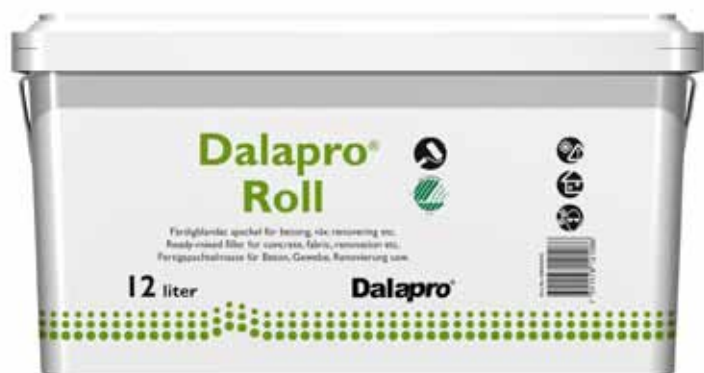 Dalapro®
Roll
Färdigblandat spackel för betong, väv, renovering etc.
Ready-mixed filler for concrete, fabric, renovation etc.
Fertigspachtelmasse für Beton, Gewebe, Renovierung usw.
12 liter
Dalapro®